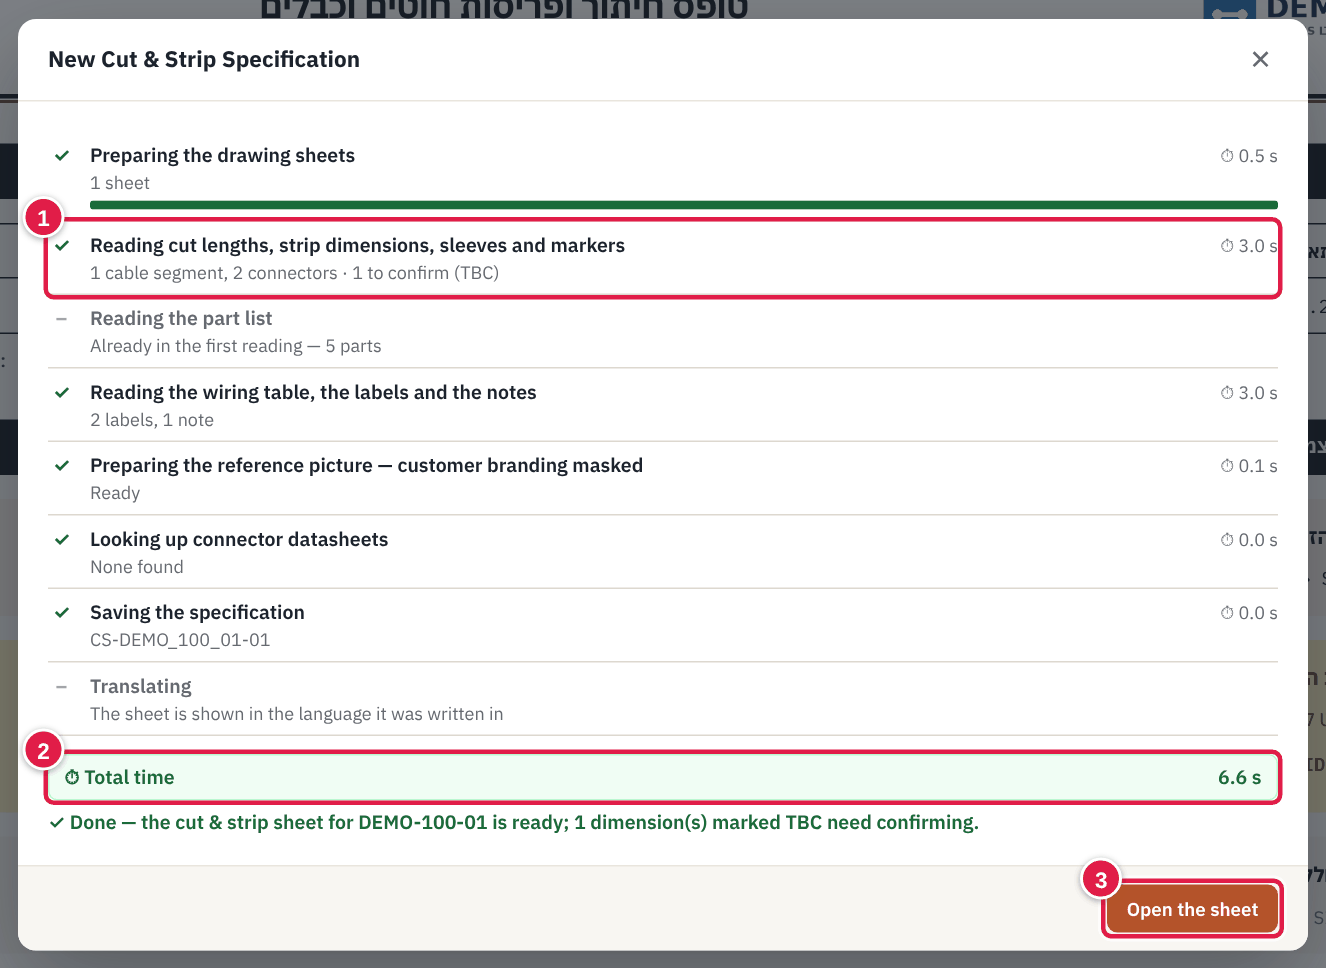 טופס חיתוך ופריסות חוטים וכבלים
New Cut & Strip Specification
Preparing the drawing sheets
0.5 s
1 sheet
1
Reading cut lengths, strip dimensions, sleeves and markers
3.0 s
1 cable segment, 2 connectors · 1 to confirm (TBC)
– Reading the part list
Already in the first reading — 5 parts
Reading the wiring table, the labels and the notes
3.0 s
2 labels, 1 note
Preparing the reference picture — customer branding masked
0.1 s
Ready
Looking up connector datasheets
0.0 s
None found
Saving the specification
0.0 s
CS-DEMO_100_01-01
– Translating
The sheet is shown in the language it was written in
2
Total time
6.6 s
✓ Done — the cut & strip sheet for DEMO-100-01 is ready; 1 dimension(s) marked TBC need confirming.
3
Open the sheet